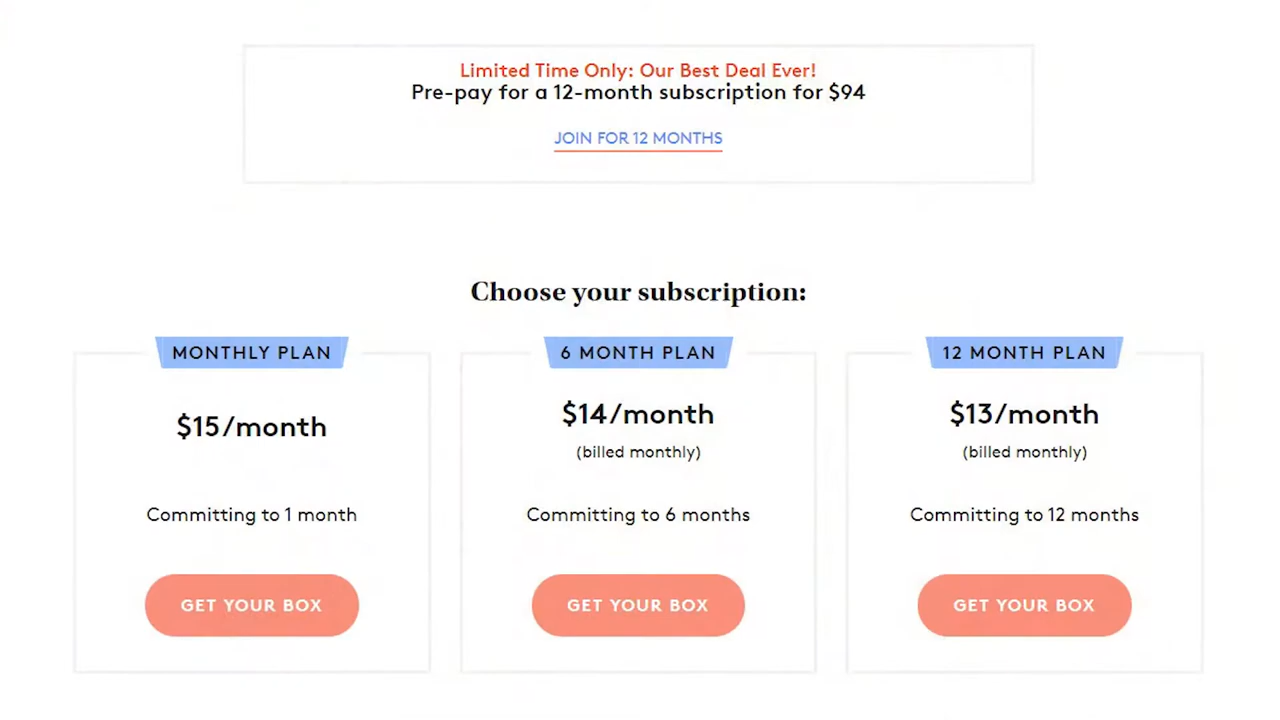 Limited Time Only: Our Best Deal Ever!
Pre-pay for a 12-month subscription for $94
JOIN FOR 12 MONTHS
Choose your subscription:
MONTHLY PLAN
$15/month
Committing to 1 month
GET YOUR BOX
6 MONTH PLAN
$14/month
(billed monthly)
Committing to 6 months
GET YOUR BOX
12 MONTH PLAN
$13/month
(billed monthly)
Committing to 12 months
GET YOUR BOX